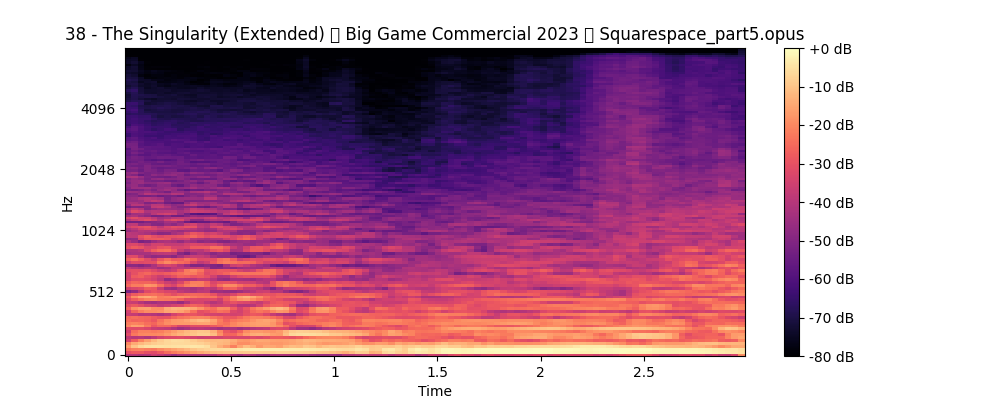 38 - The Singularity (Extended) ▯ Big Game Commercial 2023 ▯ Squarespace_part5.opus
+0 dB
-10 dB
-20 dB
-30 dB
-40 dB
-50 dB
-60 dB
-70 dB
-80 dB
4096
2048
1024
512
0
Hz
0
0.5
1
1.5
2
2.5
Time